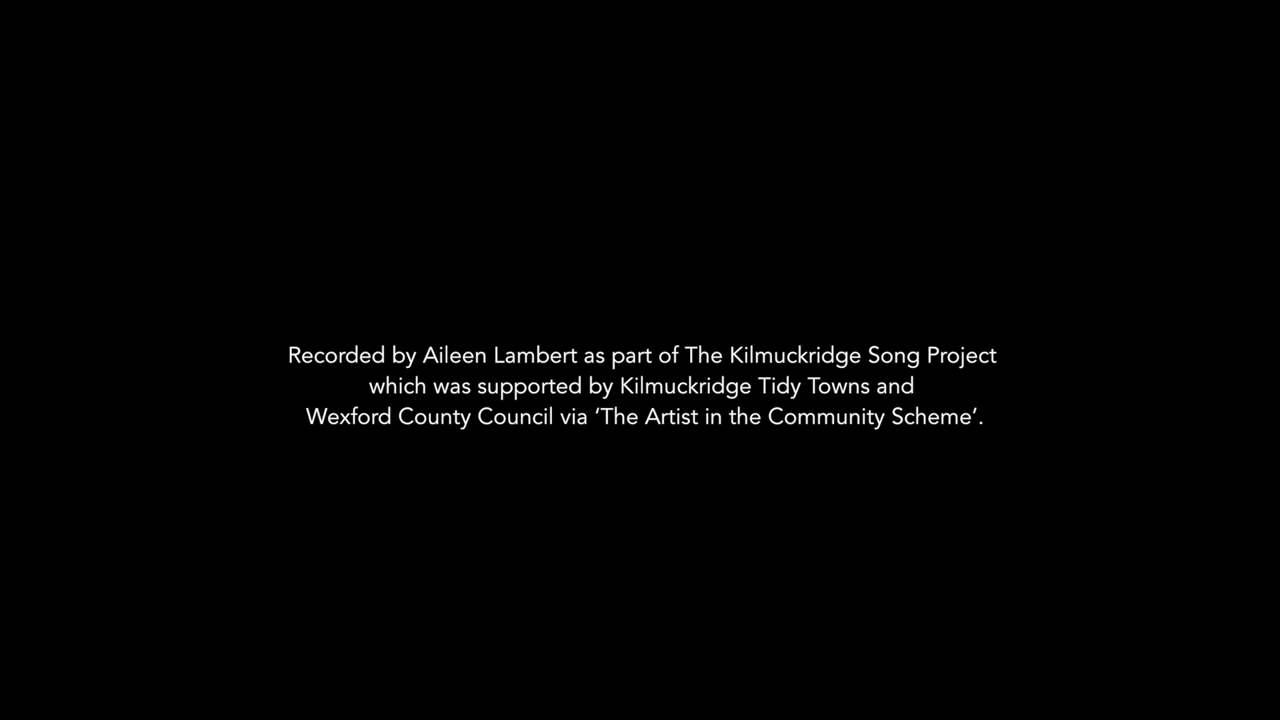 Recorded by Aileen Lambert as part of The Kilmuckridge Song Project
which was supported by Kilmuckridge Tidy Towns and
Wexford County Council via ‘The Artist in the Community Scheme’.